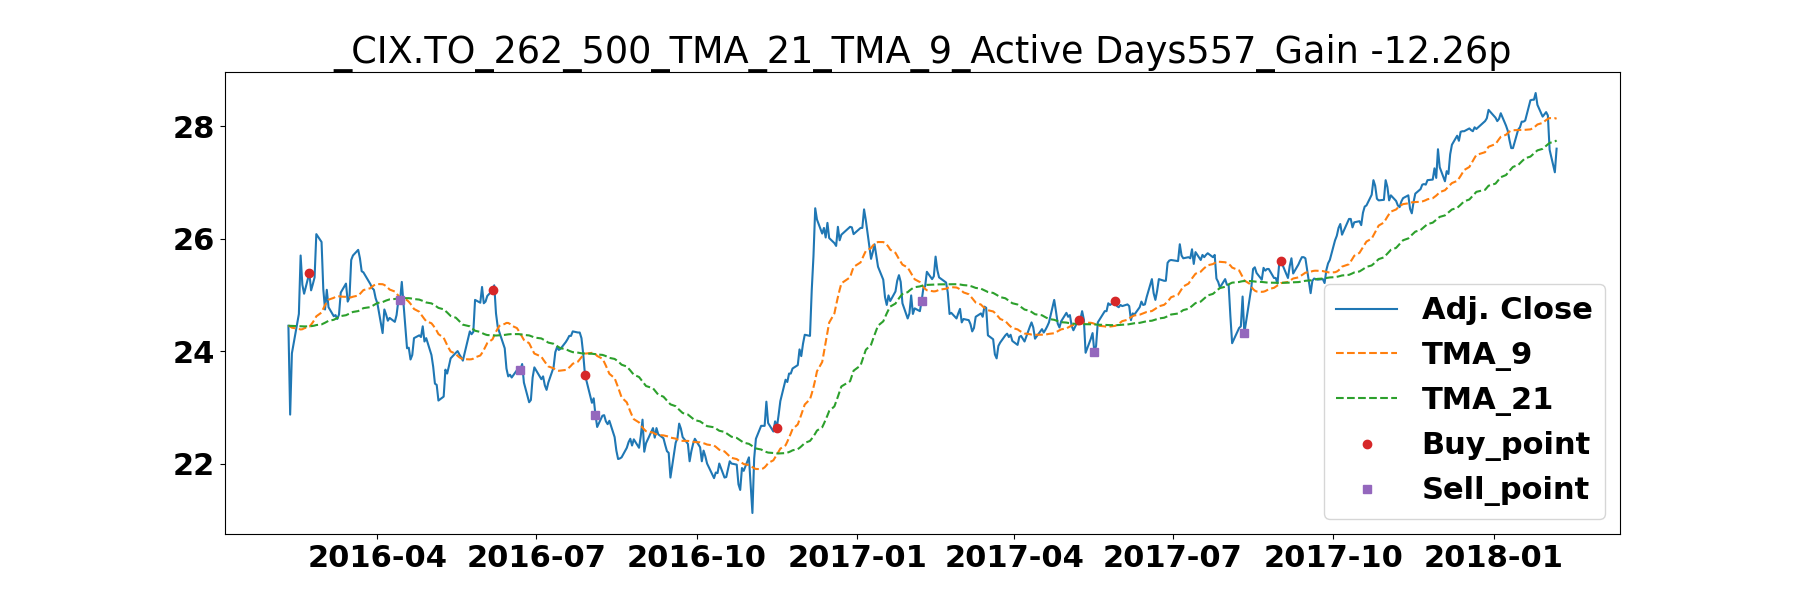 _CIX.TO_262_500_TMA_21_TMA_9_Active Days557_Gain -12.26p
28
26
24
22
Adj. Close
TMA_9
TMA_21
Buy_point
Sell_point
2016-04 2016-07 2016-10 2017-01 2017-04 2017-07 2017-10 2018-01